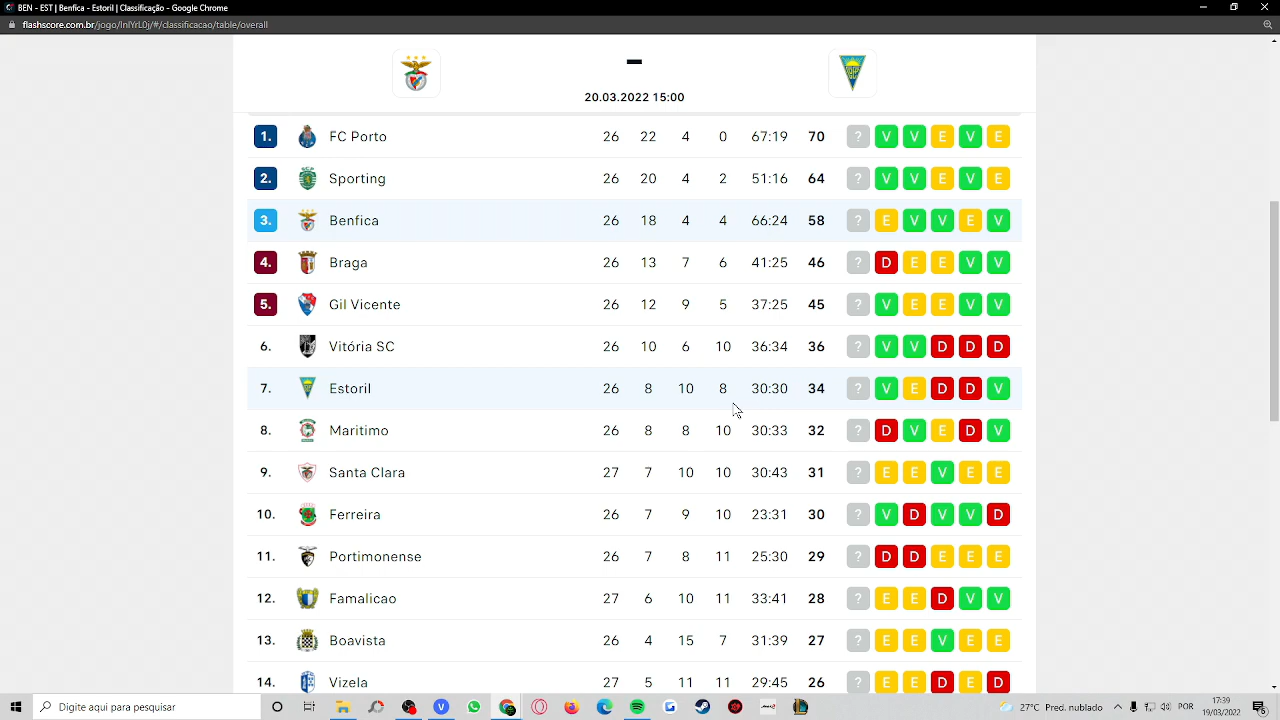 BEN - EST | Benfica - Estoril | Classificação - Google Chrome
20.03.2022 15:00
1. FC Porto 26 22 4 0 67:19 70 ? V V E V E
2. Sporting 26 20 4 2 51:16 64 ? V V E V E
3. Benfica 26 18 4 4 66:24 58 ? E V V E V
4. Braga 26 13 7 6 41:25 46 ? D E E V V
5. Gil Vicente 26 12 9 5 37:25 45 ? V E E V V
6. Vitória SC 26 10 6 10 36:34 36 ? V V D D D
7. Estoril 26 8 10 8 30:30 34 ? V E D D V
8. Maritimo 26 8 8 10 30:33 32 ? D V E D V
9. Santa Clara 27 7 10 10 30:43 31 ? E E V E E
10. Ferreira 26 7 9 10 23:31 30 ? V D V V D
11. Portimonense 26 7 8 11 25:30 29 ? D D E E E
12. Famalicao 27 6 10 11 33:41 28 ? E E D V V
13. Boavista 26 4 15 7 31:39 27 ? E E V E E
14. Vizela 27 5 11 11 29:45 26 ? E E D E D
Digite aqui para pesquisar
27°C Pred. nublado
POR
17:39
19/03/2022